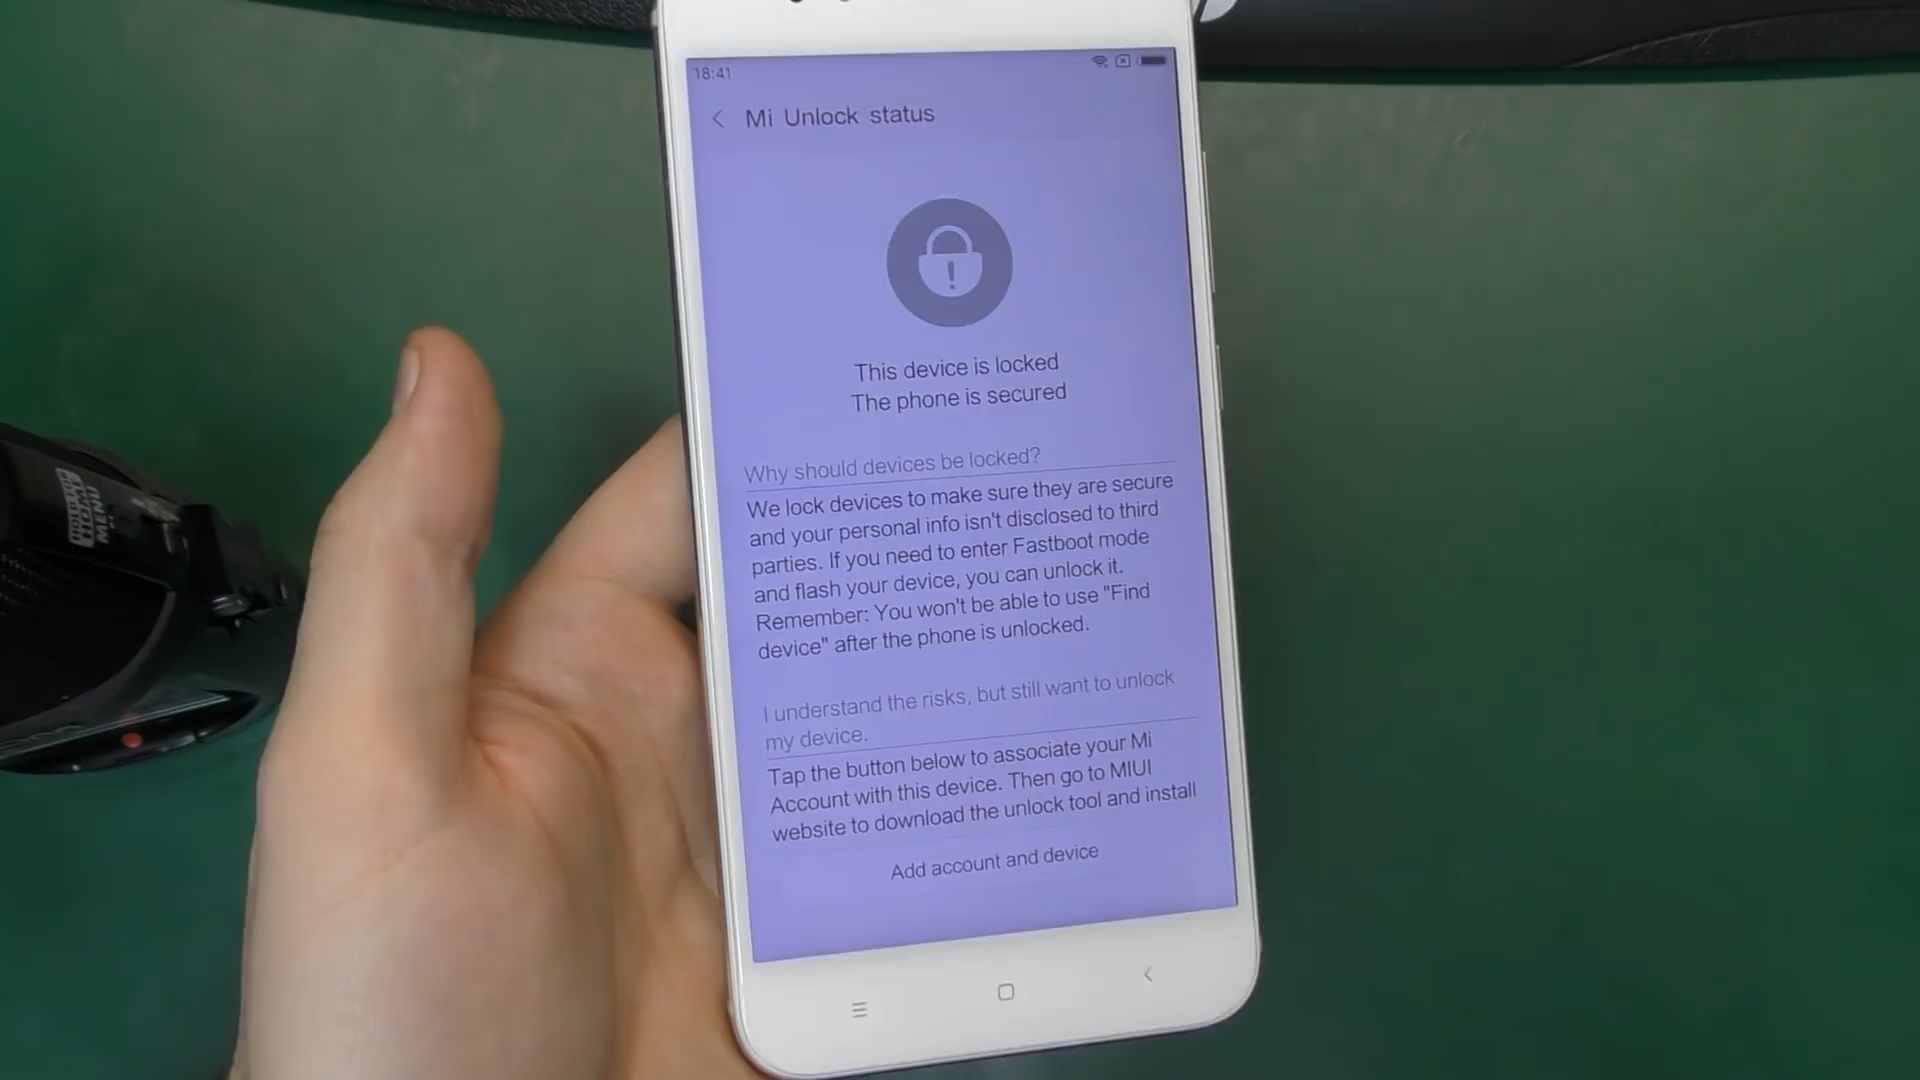 18:41
Mi Unlock status
This device is locked
The phone is secured
Why should devices be locked?
We lock devices to make sure they are secure
and your personal info isn't disclosed to third
parties. If you need to enter Fastboot mode
and flash your device, you can unlock it.
Remember: You won't be able to use "Find
device" after the phone is unlocked.
I understand the risks, but still want to unlock
my device.
Tap the button below to associate your Mi
Account with this device. Then go to MIUI
website to download the unlock tool and install
Add account and device
MENU